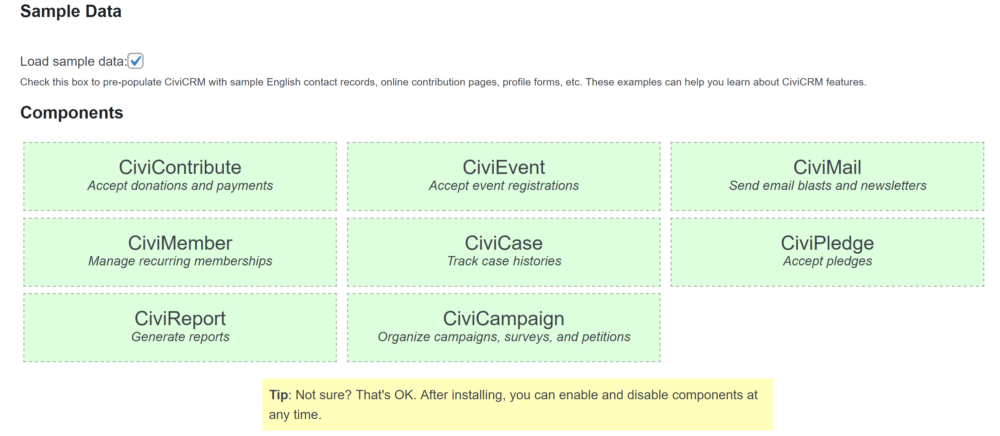 Sample Data
Load sample data:
Check this box to pre-populate CiviCRM with sample English contact records, online contribution pages, profile forms, etc. These examples can help you learn about CiviCRM features.
Components
CiviContribute
Accept donations and payments
CiviEvent
Accept event registrations
CiviMail
Send email blasts and newsletters
CiviMember
Manage recurring memberships
CiviCase
Track case histories
CiviPledge
Accept pledges
CiviReport
Generate reports
CiviCampaign
Organize campaigns, surveys, and petitions
Tip: Not sure? That's OK. After installing, you can enable and disable components at
any time.